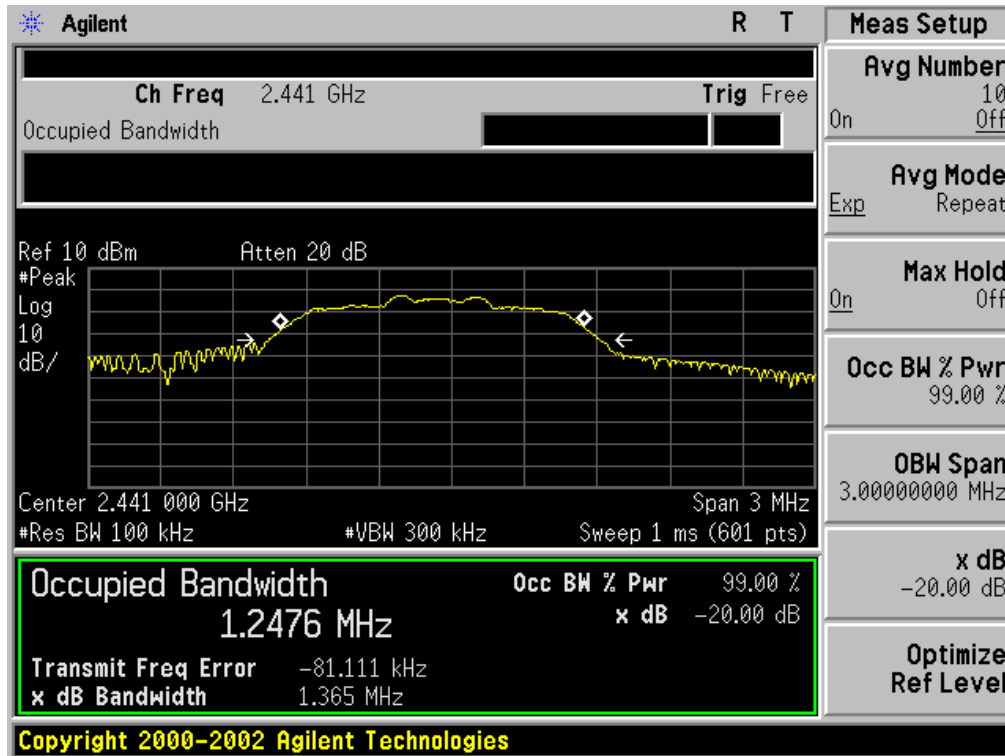 Agilent R T
Ch Freq 2.441 GHz Trig Free
Occupied Bandwidth
Ref 10 dBm Atten 20 dB
#Peak
Log
10
dB/
Center 2.441 000 GHz Span 3 MHz
#Res BW 100 kHz #VBW 300 kHz Sweep 1 ms (601 pts)
Occupied Bandwidth
1.2476 MHz
Occ BW % Pwr 99.00 %
x dB -20.00 dB
Transmit Freq Error -81.111 kHz
x dB Bandwidth 1.365 MHz
Copyright 2000-2002 Agilent Technologies
Meas Setup
Avg Number
10
On Off
Avg Mode
Exp Repeat
Max Hold
On Off
Occ BW % Pwr
99.00 %
OBW Span
3.00000000 MHz
x dB
-20.00 dB
Optimize
Ref Level